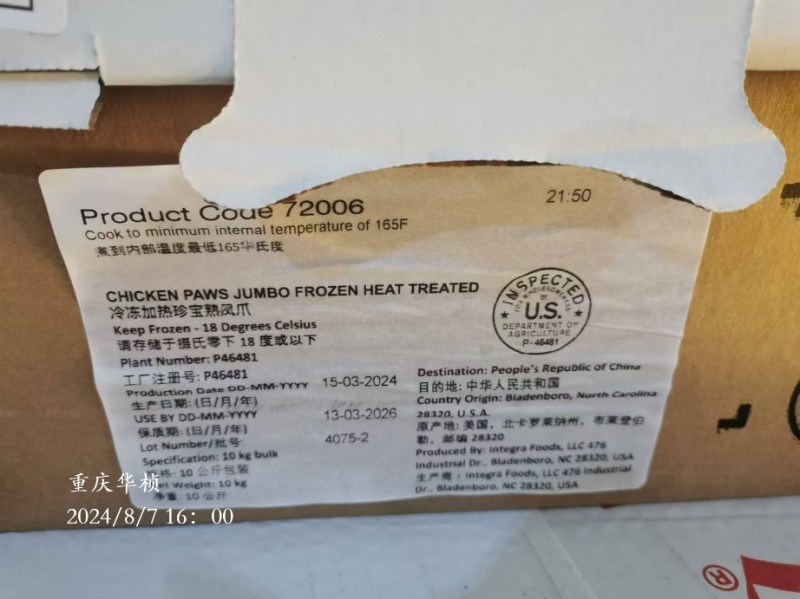 Product Code 72006
21:50
Cook to minimum internal temperature of 165F
煮到内部温度最低165华氏度
CHICKEN PAWS JUMBO FROZEN HEAT TREATED
冷冻加热珍宝熟凤爪
Keep Frozen - 18 Degrees Celsius
请存储于摄氏零下 18 度或以下
Plant Number: P46481
工厂注册号: P46481
Production Date DD-MM-YYYY 15-03-2024
生产日期: (日/月/年)
USE BY DD-MM-YYYY 13-03-2026
保质期: (日/月/年)
Lot Number/批号: 4075-2
Specification: 10 kg bulk
规格: 10 公斤包装
Net Weight: 10 kg
净重: 10 公斤
INSPECTED
FOR WHOLESOMENESS
BY
U.S.
DEPARTMENT OF
AGRICULTURE
P-46481
Destination: People's Republic of China
目的地: 中华人民共和国
Country Origin: Bladenboro, North Carolina
28320, U.S.A.
原产地: 美国, 北卡罗莱纳州, 布莱登伯
勒, 邮编 28320
Produced By: Integra Foods, LLC 476
Industrial Dr., Bladenboro, NC 28320, USA
生产商: Integra Foods, LLC 476 Industrial
Dr., Bladenboro, NC 28320, USA
重庆华桢
2024/8/7 16: 00
®